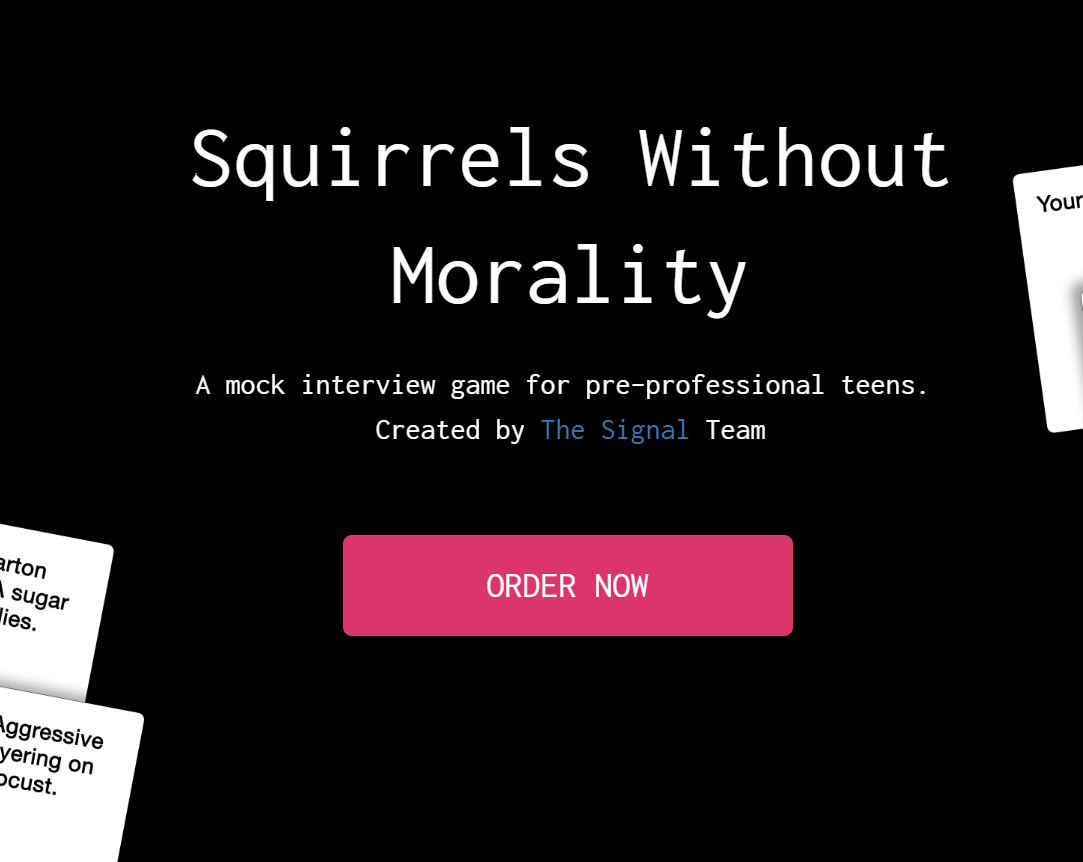 Squirrels Without
Morality
A mock interview game for pre-professional teens.
Created by The Signal Team
ORDER NOW
Your
arton
A sugar
lies.
Aggressive
yering on
ocust.